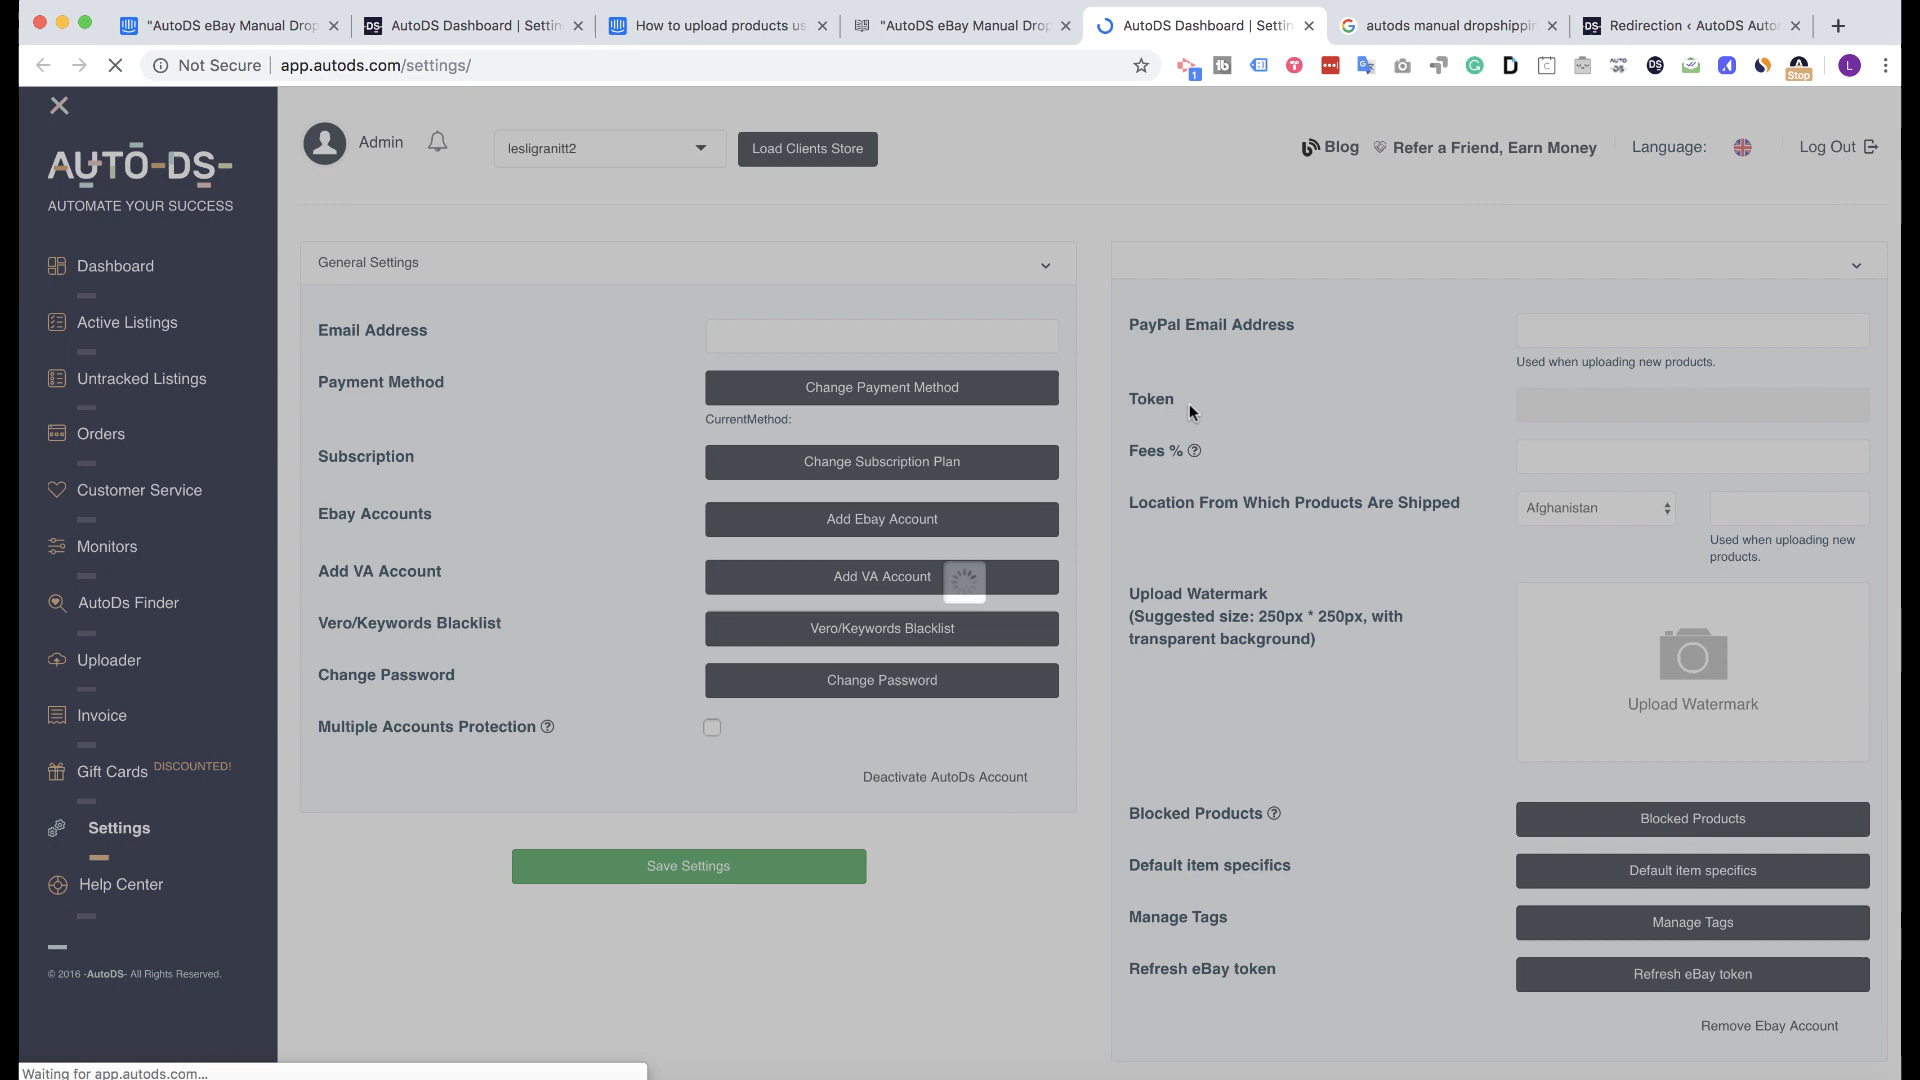 "AutoDS eBay Manual Drop
AutoDS Dashboard | Settin
How to upload products us
"AutoDS eBay Manual Drop
AutoDS Dashboard | Settin
autods manual dropshippin
Redirection ‹ AutoDS Autor
Not Secure
app.autods.com/settings/
1
Stop
L
AUTO-DS-
AUTOMATE YOUR SUCCESS
Dashboard
Active Listings
Untracked Listings
Orders
Customer Service
Monitors
AutoDs Finder
Uploader
Invoice
Gift Cards DISCOUNTED!
Settings
Help Center
© 2016 -AutoDS- All Rights Reserved.
Admin
lesligranitt2
Load Clients Store
Blog
Refer a Friend, Earn Money
Language:
Log Out
General Settings
Email Address
Payment Method
Change Payment Method
CurrentMethod:
Subscription
Change Subscription Plan
Ebay Accounts
Add Ebay Account
Add VA Account
Add VA Account
Vero/Keywords Blacklist
Vero/Keywords Blacklist
Change Password
Change Password
Multiple Accounts Protection
Deactivate AutoDs Account
Save Settings
PayPal Email Address
Used when uploading new products.
Token
Fees %
Location From Which Products Are Shipped
Afghanistan
Used when uploading new
products.
Upload Watermark
(Suggested size: 250px * 250px, with
transparent background)
Upload Watermark
Blocked Products
Blocked Products
Default item specifics
Default item specifics
Manage Tags
Manage Tags
Refresh eBay token
Refresh eBay token
Remove Ebay Account
Waiting for app.autods.com...